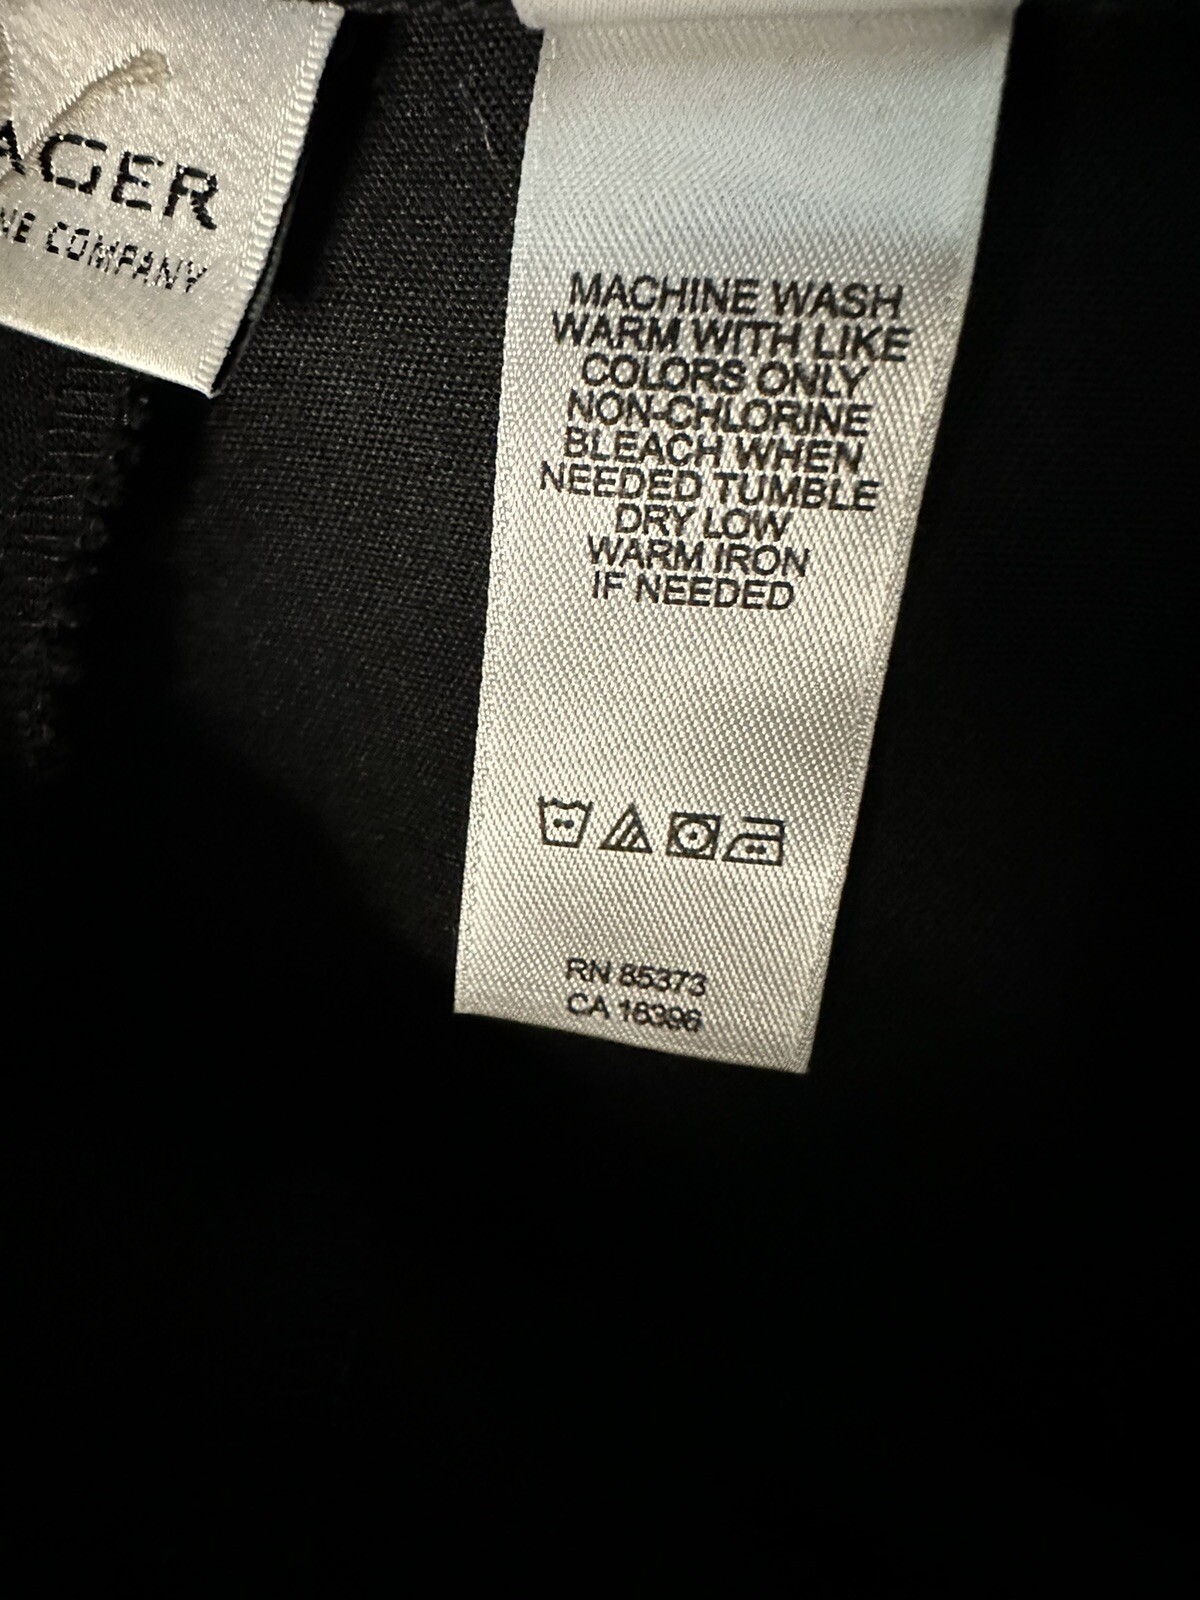 AGER
NE COMPANY
MACHINE WASH
WARM WITH LIKE
COLORS ONLY
NON-CHLORINE
BLEACH WHEN
NEEDED TUMBLE
DRY LOW
WARM IRON
IF NEEDED
RN 85373
CA 16396